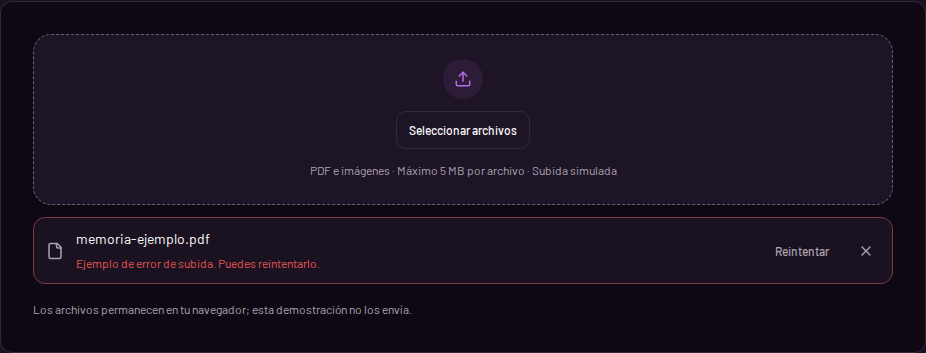 Seleccionar archivos
PDF e imágenes · Máximo 5 MB por archivo · Subida simulada
memoria-ejemplo.pdf
Ejemplo de error de subida. Puedes reintentarlo.
Reintentar
Los archivos permanecen en tu navegador; esta demostración no los envía.